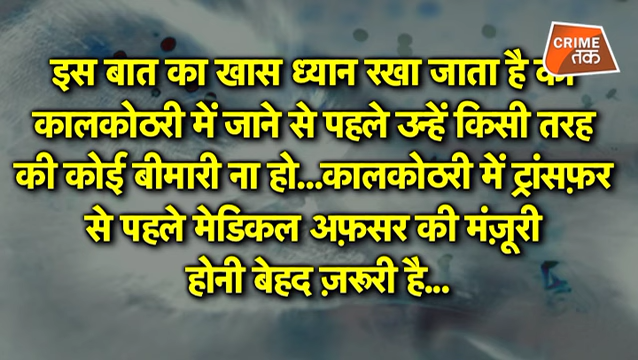 CRIME
तक
इस बात का खास ध्यान रखा जाता है
कालकोठरी में जाने से पहले उन्हें किसी तरह
की कोई बीमारी ना हो...कालकोठरी में ट्रांसफ़र
से पहले मेडिकल अफ़सर की मंज़ूरी
होनी बेहद ज़रूरी है...